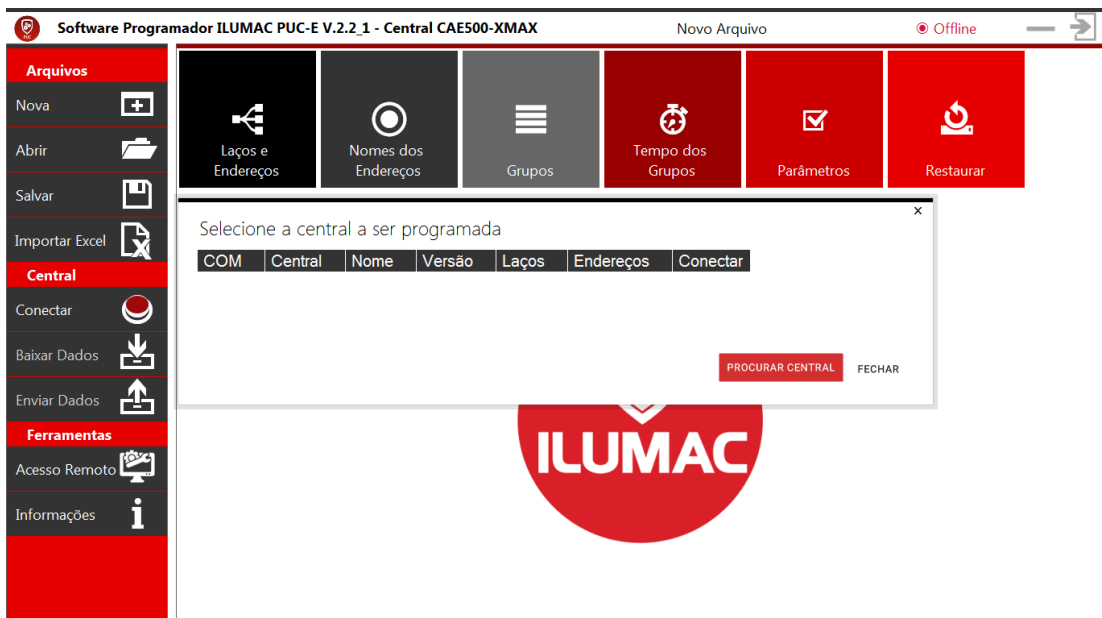 Software Programador ILUMAC PUC-E V.2.2_1 - Central CAE500-XMAX Novo Arquivo Offline
Arquivos
Nova
Abrir
Salvar
Importar Excel
Central
Conectar
Baixar Dados
Enviar Dados
Ferramentas
Acesso Remoto
Informações
Laços e
Endereços
Nomes dos
Endereços
Grupos
Tempo dos
Grupos
Parâmetros
Restaurar
x
Selecione a central a ser programada
COM Central Nome Versão Laços Endereços Conectar
PROCURAR CENTRAL FECHAR
ILUMAC